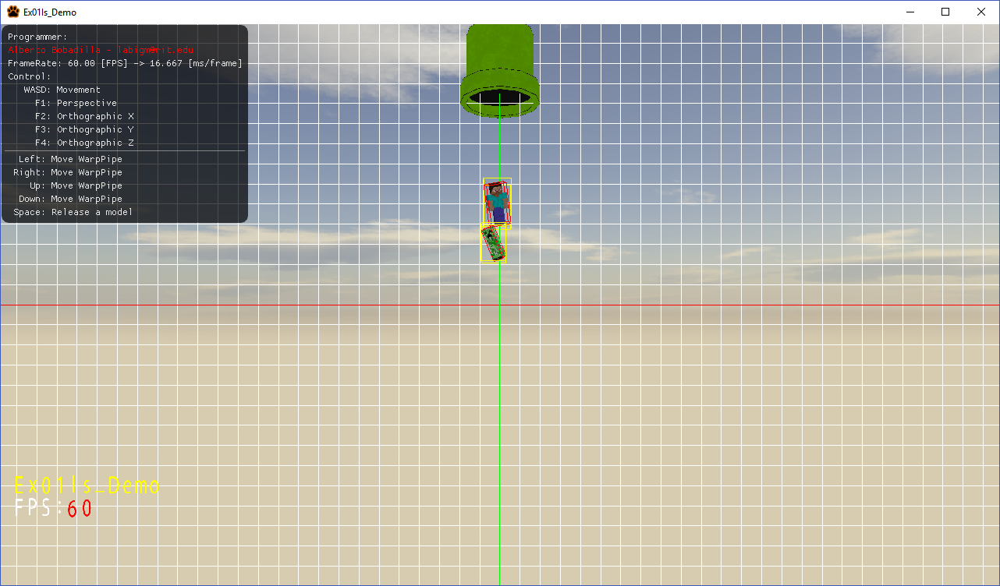 Ex01ls_Demo
Programmer:
Alberto Bobadilla - labigm@rit.edu
FrameRate: 60.00 [FPS] -> 16.667 [ms/frame]
Control:
WASD: Movement
F1: Perspective
F2: Orthographic X
F3: Orthographic Y
F4: Orthographic Z
Left: Move WarpPipe
Right: Move WarpPipe
Up: Move WarpPipe
Down: Move WarpPipe
Space: Release a model
Ex01ls_Demo
FPS:60